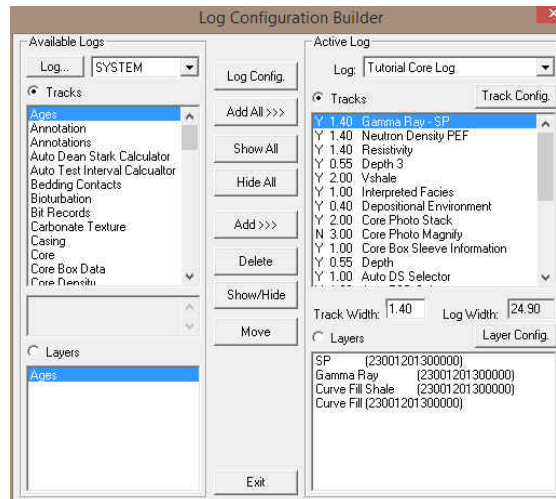 Log Configuration Builder
Available Logs
Log... SYSTEM
Tracks
Ages
Annotation
Annotations
Auto Dean Stark Calculator
Auto Test Interval Calcualtor
Bedding Contacts
Bioturbation
Bit Records
Carbonate Texture
Casing
Core
Core Box Data
Core Density
Layers
Ages
Log Config.
Add All >>>
Show All
Hide All
Add >>>
Delete
Show/Hide
Move
Exit
Active Log
Log: Tutorial Core Log
Tracks Track Config.
Y 1.40 Gamma Ray - SP
Y 1.40 Neutron Density PEF
Y 1.40 Resistivity
Y 0.55 Depth 3
Y 2.00 Vshale
Y 1.00 Interpreted Facies
Y 0.40 Depositional Environment
Y 2.00 Core Photo Stack
N 3.00 Core Photo Magnify
Y 1.00 Core Box Sleeve Information
Y 0.55 Depth
Y 1.00 Auto DS Selector
Track Width: 1.40 Log Width: 24.90
Layers Layer Config.
SP (23001201300000)
Gamma Ray (23001201300000)
Curve Fill Shale (23001201300000)
Curve Fill (23001201300000)